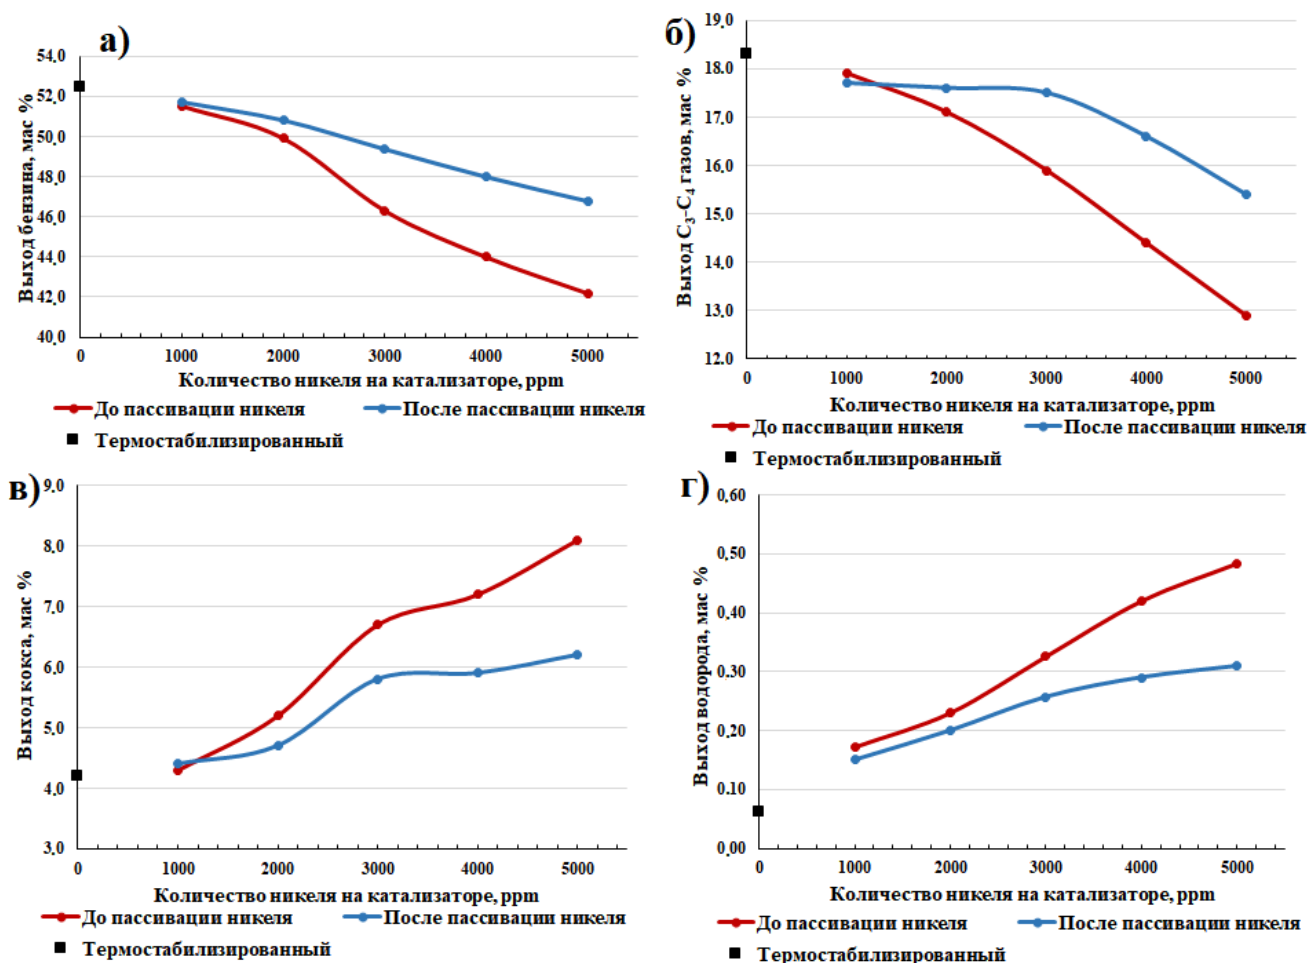 а)
Выход бензина, мас %
54,0
52,0
50,0
48,0
46,0
44,0
42,0
40,0
0 1000 2000 3000 4000 5000
Количество никеля на катализаторе, ppm
До пассивации никеля После пассивации никеля
Термостабилизированный
б)
Выход C₃-C₄ газов, мас %
19,0
18,0
17,0
16,0
15,0
14,0
13,0
12,0
0 1000 2000 3000 4000 5000
Количество никеля на катализаторе, ppm
До пассивации никеля После пассивации никеля
Термостабилизированный
в)
Выход кокса, мас %
9,0
8,0
7,0
6,0
5,0
4,0
3,0
0 1000 2000 3000 4000 5000
Количество никеля на катализаторе, ppm
До пассивации никеля После пассивации никеля
Термостабилизированный
г)
Выход водорода, мас %
0,60
0,50
0,40
0,30
0,20
0,10
0,00
0 1000 2000 3000 4000 5000
Количество никеля на катализаторе, ppm
До пассивации никеля После пассивации никеля
Термостабилизированный